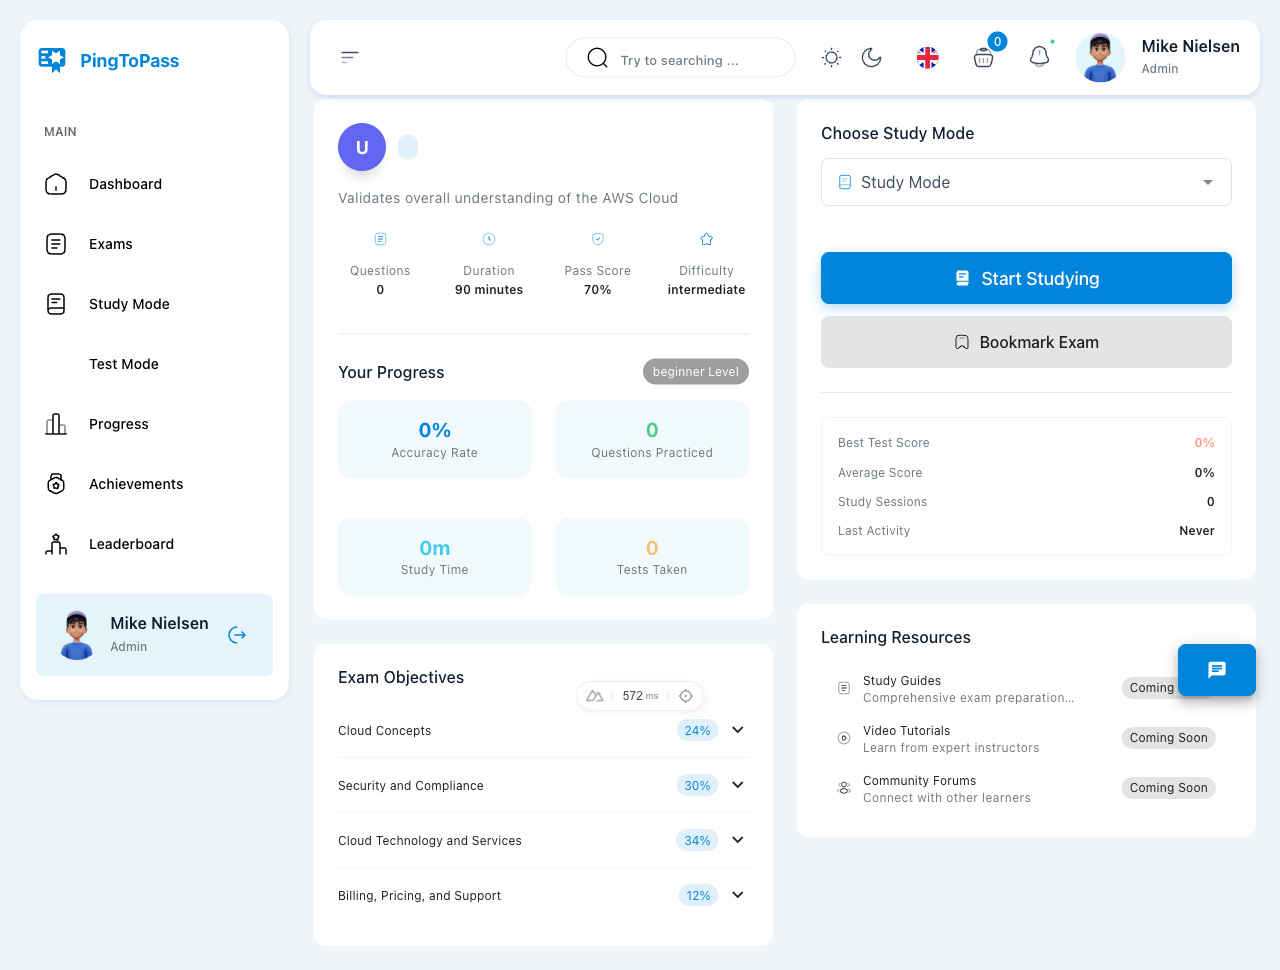 PingToPass
MAIN
Dashboard
Exams
Study Mode
Test Mode
Progress
Achievements
Leaderboard
Mike Nielsen
Admin
Try to searching ...
0
Mike Nielsen
Admin
U
Validates overall understanding of the AWS Cloud
Questions
0
Duration
90 minutes
Pass Score
70%
Difficulty
intermediate
Your Progress
beginner Level
0%
Accuracy Rate
0
Questions Practiced
0m
Study Time
0
Tests Taken
Exam Objectives
572 ms
Cloud Concepts 24%
Security and Compliance 30%
Cloud Technology and Services 34%
Billing, Pricing, and Support 12%
Choose Study Mode
Study Mode
Start Studying
Bookmark Exam
Best Test Score 0%
Average Score 0%
Study Sessions 0
Last Activity Never
Learning Resources
Study Guides
Comprehensive exam preparation...
Coming
Video Tutorials
Learn from expert instructors
Coming Soon
Community Forums
Connect with other learners
Coming Soon